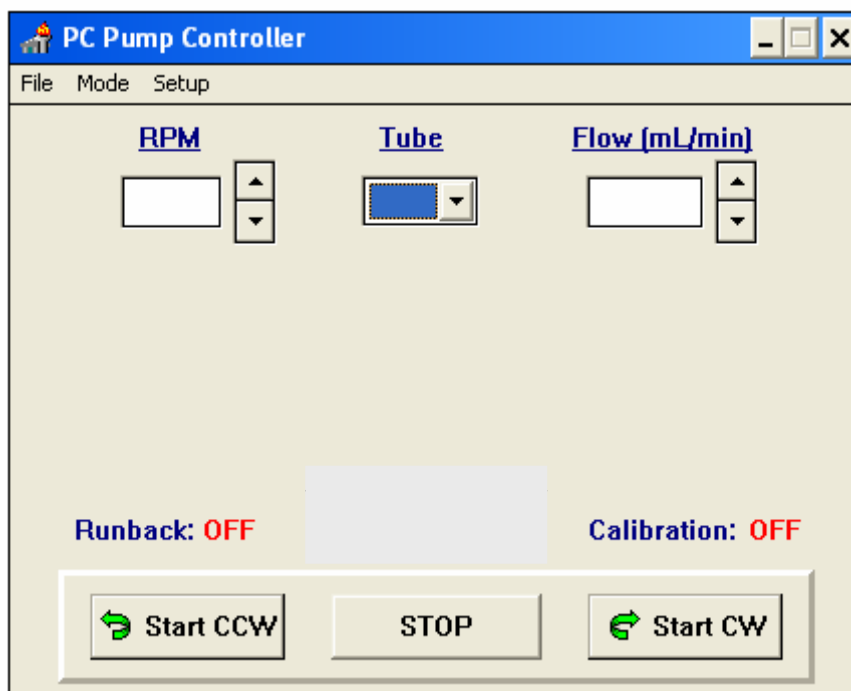 PC Pump Controller
File Mode Setup
RPM Tube Flow (mL/min)
Runback: OFF Calibration: OFF
Start CCW STOP Start CW